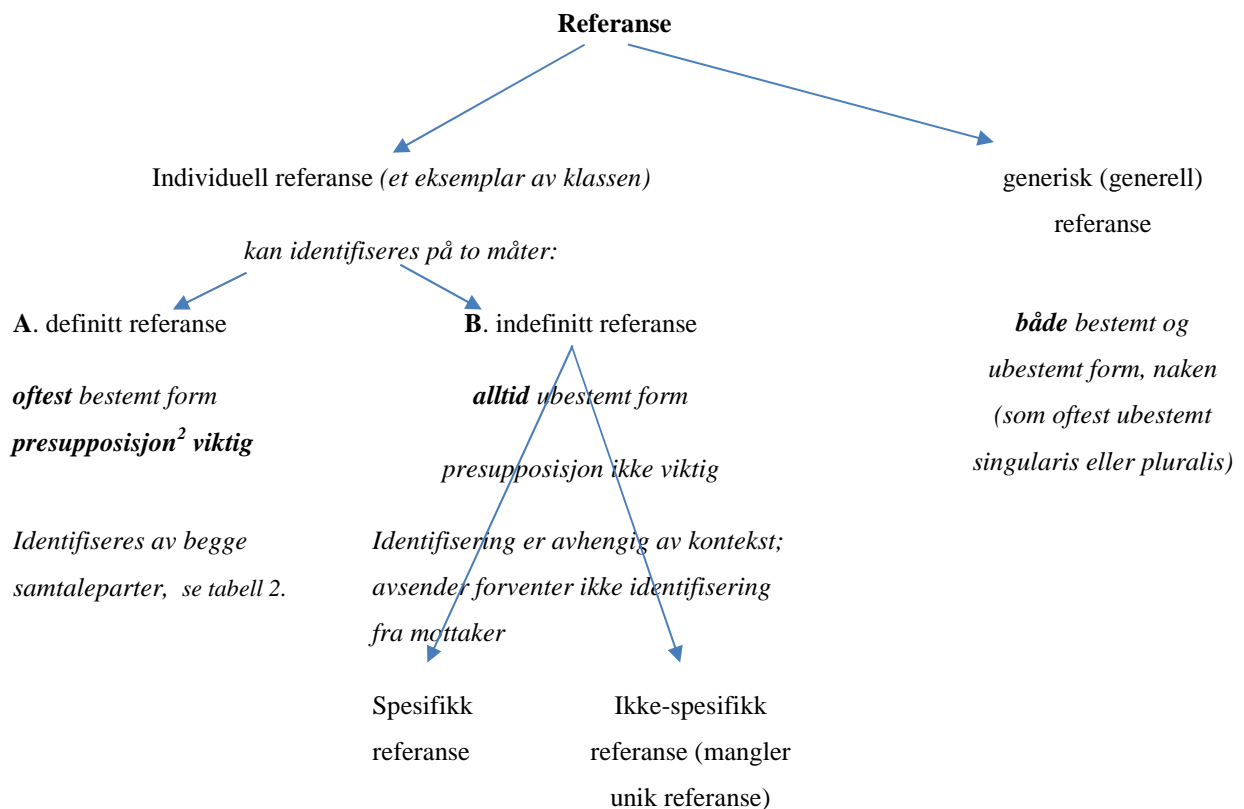 Referanse
Individuell referanse (et eksemplar av klassen)
generisk (generell)
referanse
kan identifiseres på to måter:
A. definitt referanse
B. indefinitt referanse
både bestemt og
ubestemt form, naken
(som oftest ubestemt
singularis eller pluralis)
oftest bestemt form
presupposisjon² viktig
alltid ubestemt form
presupposisjon ikke viktig
Identifiseres av begge
samtaleparter, se tabell 2.
Identifisering er avhengig av kontekst;
avsender forventer ikke identifisering
fra mottaker
Spesifikk
referanse
Ikke-spesifikk
referanse (mangler
unik referanse)